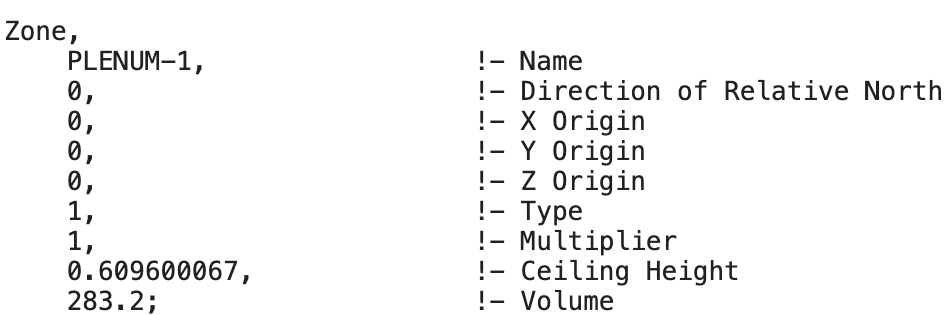 Zone,
PLENUM-1, !- Name
0, !- Direction of Relative North
0, !- X Origin
0, !- Y Origin
0, !- Z Origin
1, !- Type
1, !- Multiplier
0.609600067, !- Ceiling Height
283.2; !- Volume